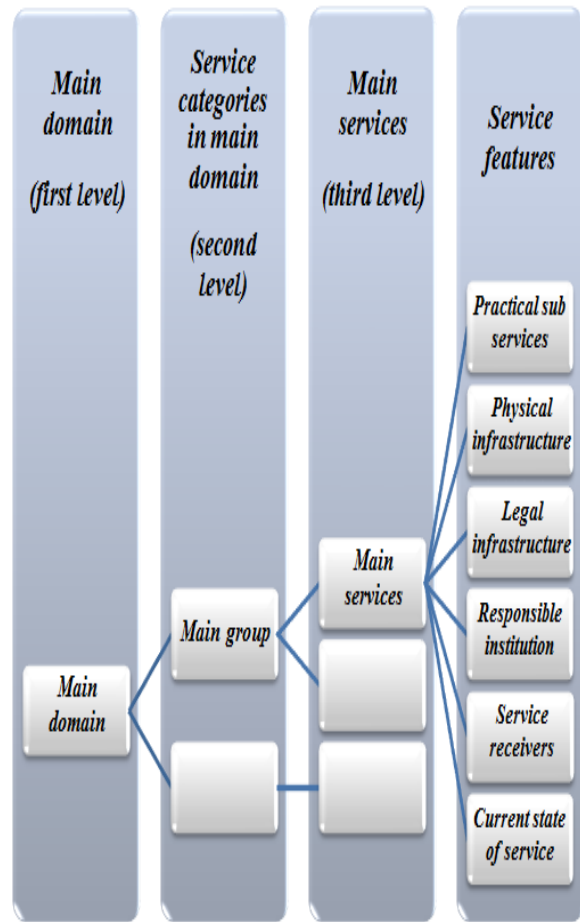 Main
domain
(first level)
Service
categories
in main
domain
(second
level)
Main
services
(third level)
Service
features
Main
domain
Main group
Main
services
Practical sub
services
Physical
infrastructure
Legal
infrastructure
Responsible
institution
Service
receivers
Current state
of service